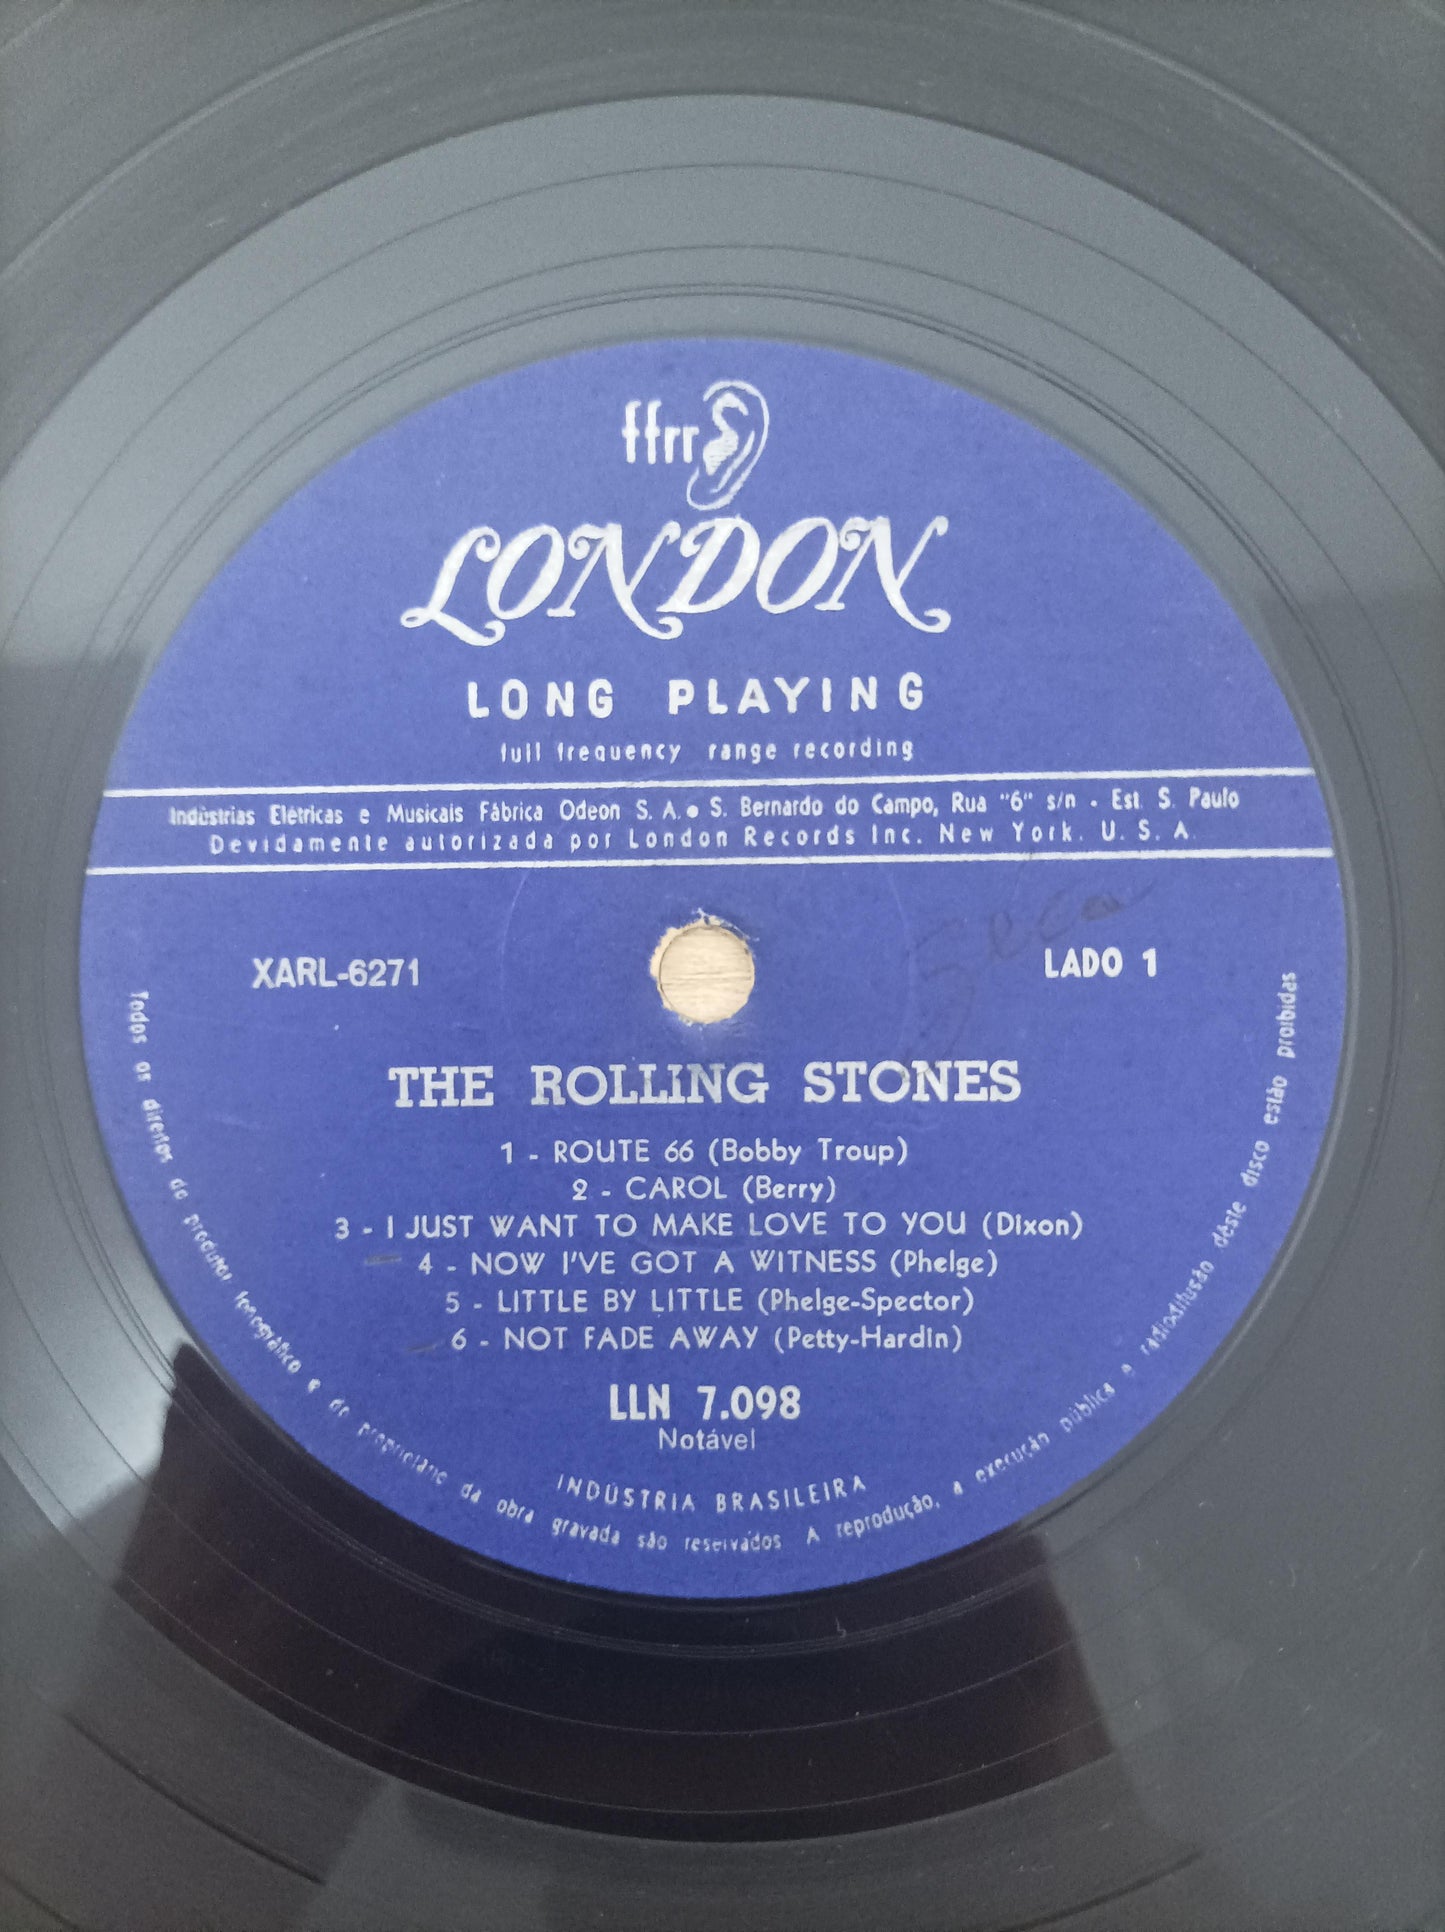 ffrr
LONDON
LONG PLAYING
full frequency range recording
Indústrias Elétricas e Musicais Fábrica Odeon S. A. • S. Bernardo do Campo, Rua "6" s/n - Est. S. Paulo
Devidamente autorizada por London Records Inc. New York. U. S. A.
XARL-6271
LADO 1
THE ROLLING STONES
1 - ROUTE 66 (Bobby Troup)
2 - CAROL (Berry)
3 - I JUST WANT TO MAKE LOVE TO YOU (Dixon)
4 - NOW I'VE GOT A WITNESS (Phelge)
5 - LITTLE BY LITTLE (Phelge-Spector)
6 - NOT FADE AWAY (Petty-Hardin)
LLN 7.098
Notável
INDÚSTRIA BRASILEIRA
Todos os direitos do produtor fonográfico e do proprietário da obra gravada são reservados A reprodução, a execução pública e radiodifusão dêste disco estão proibidas